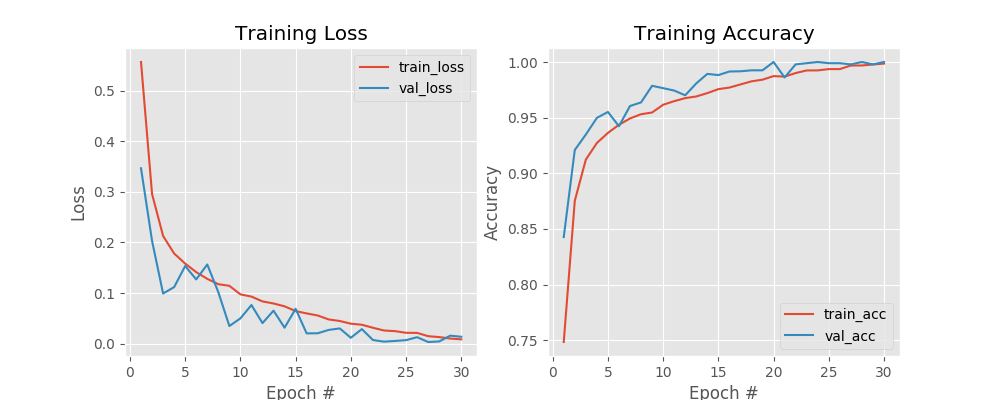 Training Loss
Loss
0.5
0.4
0.3
0.2
0.1
0.0
train_loss
val_loss
0 5 10 15 20 25 30
Epoch #
Training Accuracy
Accuracy
1.00
0.95
0.90
0.85
0.80
0.75
train_acc
val_acc
0 5 10 15 20 25 30
Epoch #